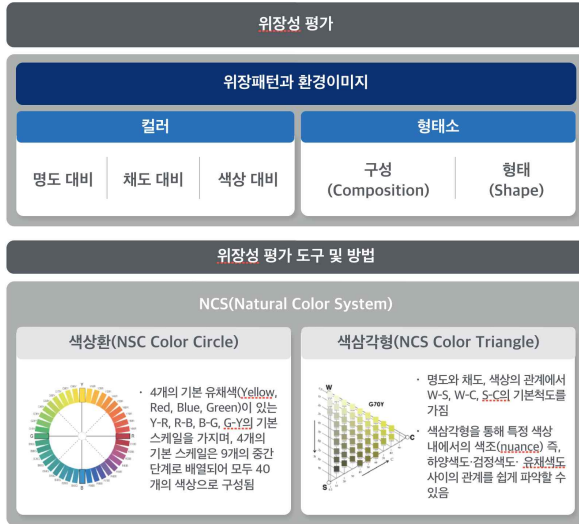 위장성 평가
위장패턴과 환경이미지
컬러
형태소
명도 대비
채도 대비
색상 대비
구성
(Composition)
형태
(Shape)
위장성 평가 도구 및 방법
NCS(Natural Color System)
색상환(NSC Color Circle)
색삼각형(NCS Color Triangle)
Y
R
B
G
· 4개의 기본 유채색(Yellow,
Red, Blue, Green)이 있는
Y-R, R-B, B-G, G-Y의 기본
스케일을 가지며, 4개의
기본 스케일은 9개의 중간
단계로 배열되어 모두 40
개의 색상으로 구성됨
W
G70Y
C
S
· 명도와 채도, 색상의 관계에서
W-S, W-C, S-C의 기본척도를
가짐
· 색삼각형을 통해 특정 색상
내에서의 색조(nuance) 즉,
하양색도·검정색도· 유채색도
사이의 관계를 쉽게 파악할 수
있음